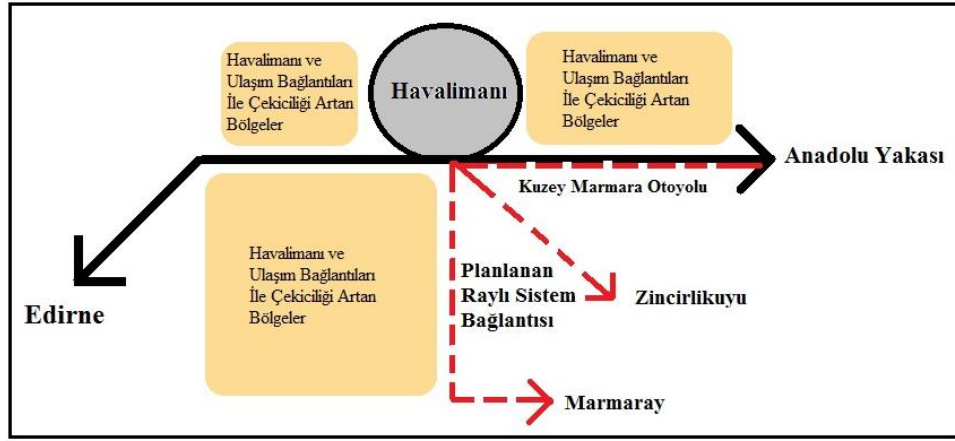 Havalimanı ve
Ulaşım Bağlantıları
İle Çekiciliği Artan
Bölgeler
Havalimanı
Havalimanı ve
Ulaşım Bağlantıları
İle Çekiciliği Artan
Bölgeler
Anadolu Yakası
Kuzey Marmara Otoyolu
Havalimanı ve
Ulaşım Bağlantıları
İle Çekiciliği Artan
Bölgeler
Planlanan
Raylı Sistem
Bağlantısı
Zincirlikuyu
Edirne
Marmaray